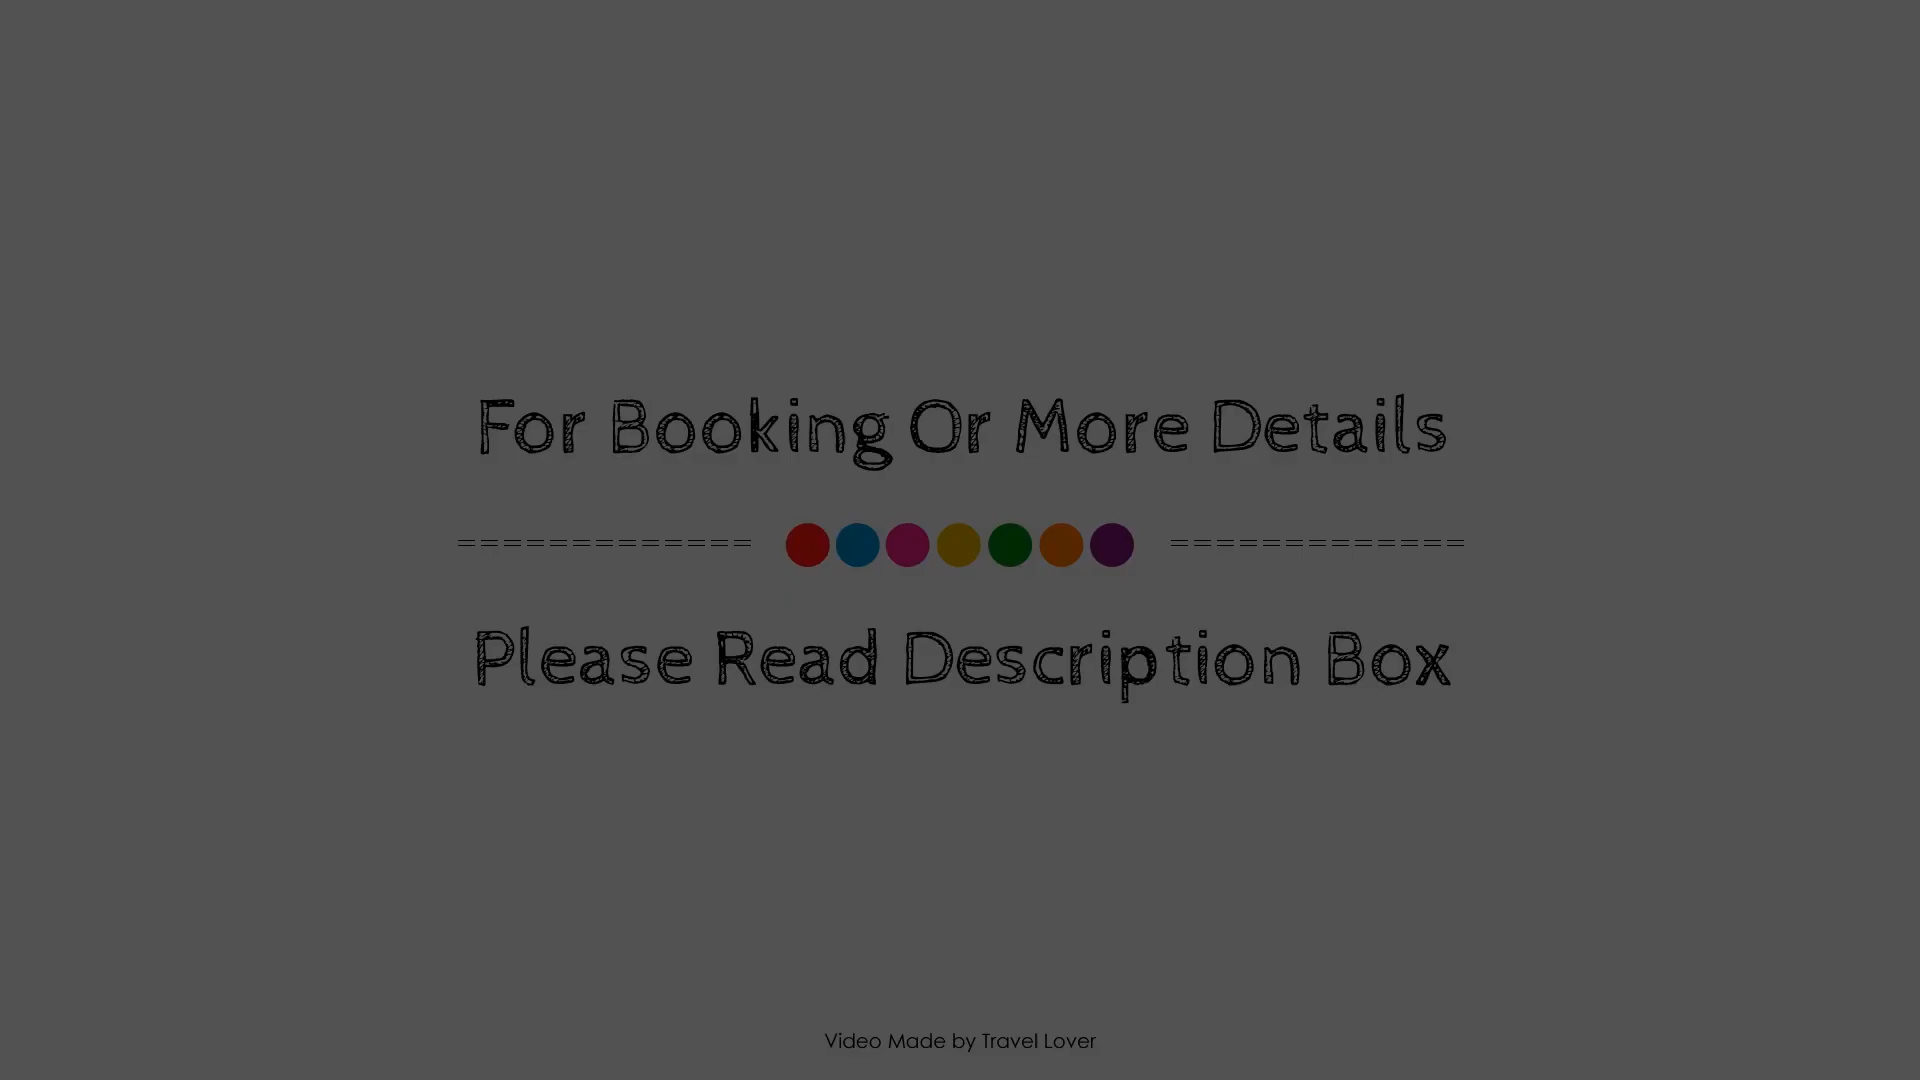 For Booking Or More Details
============= =============
Please Read Description Box
Video Made by Travel Lover